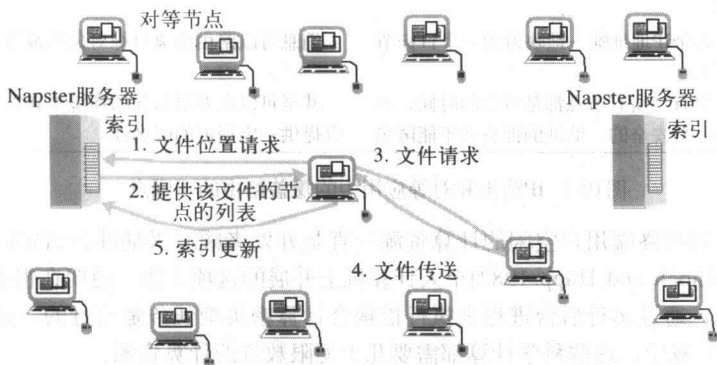 对等节点
Napster服务器
索引
Napster服务器
索引
1. 文件位置请求
2. 提供该文件的节
点的列表
3. 文件请求
5. 索引更新
4. 文件传送